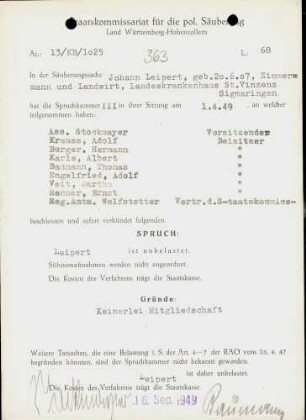 Staatskommissariat für die pol. Säuberung
Land Württemberg-Hohenzollern
Az.: 13/KB/1025
363
L. 68
In der Säuberungssache Johann Leipert, geb.20.6.07, Zimmer
mann und Landwirt, Landeskrankenhaus St.Vinzenz
Sigmaringen
hat die Spruchkammer III in ihrer Sitzung am 1.4.49 , an welcher
teilgenommen haben:
Ass. Stockmayer Vorsitzender
Krause, Adolf Beisitzer
Burger, Hermann "
Karle, Albert "
Baumann, Thomas "
Engelfried, Adolf "
Veit, Martha "
Renner, Ernst "
Reg.Amtm. Wolfstetter Vertr.d.S-taatskommiss-
beschlossen und sofort verkündet folgenden
SPRUCH:
Leipert ist unbelastet.
Sühnemaßnahmen werden nicht angeordnet.
Die Kosten des Verfahrens trägt die Staatskasse.
Gründe:
Keinerlei Mitgliedschaft
Weitere Tatsachen, die eine Belastung i. S. der Art. 4—7 der RAO vom 26. 4. 47
begründen könnten, sind der Spruchkammer nicht bekannt geworden.
Leipert ist daher unbelastet.
Die Kosten des Verfahrens trägt die Staatskasse.
16. Sep. 1949
Baumann